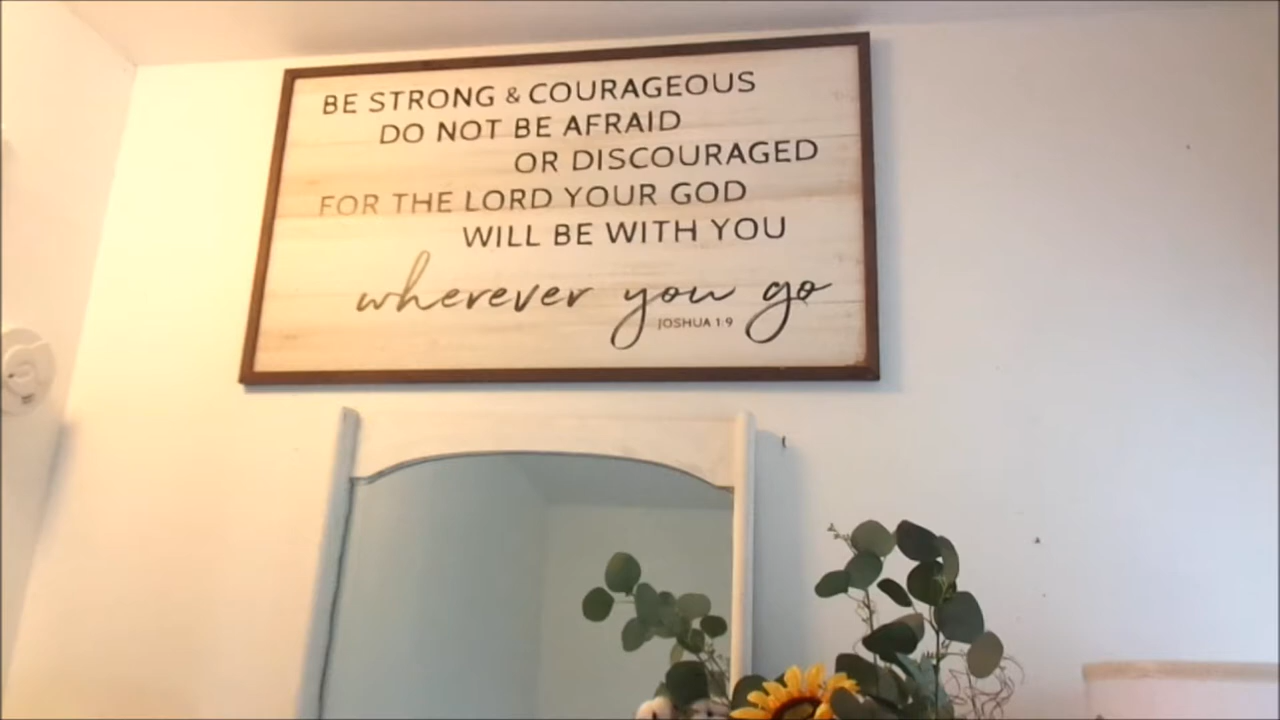 BE STRONG & COURAGEOUS
DO NOT BE AFRAID
OR DISCOURAGED
FOR THE LORD YOUR GOD
WILL BE WITH YOU
wherever you go
JOSHUA 1:9